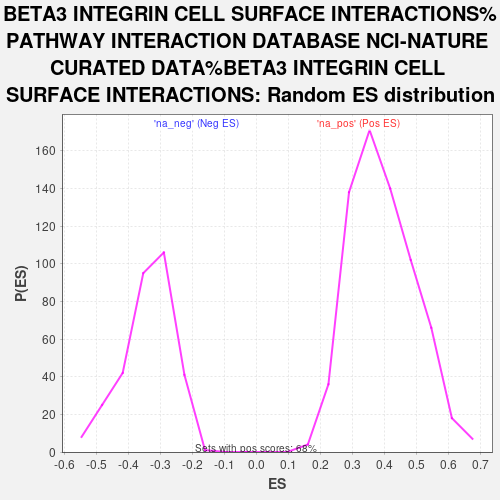 BETA3 INTEGRIN CELL SURFACE INTERACTIONS%
PATHWAY INTERACTION DATABASE NCI-NATURE
CURATED DATA%BETA3 INTEGRIN CELL
SURFACE INTERACTIONS: Random ES distribution
'na_neg' (Neg ES) 'na_pos' (Pos ES)
160
140
120
100
80
60
40
20
0
P(ES)
Sets with pos scores: 68%
-0.6 -0.5 -0.4 -0.3 -0.2 -0.1 0.0 0.1 0.2 0.3 0.4 0.5 0.6 0.7
ES